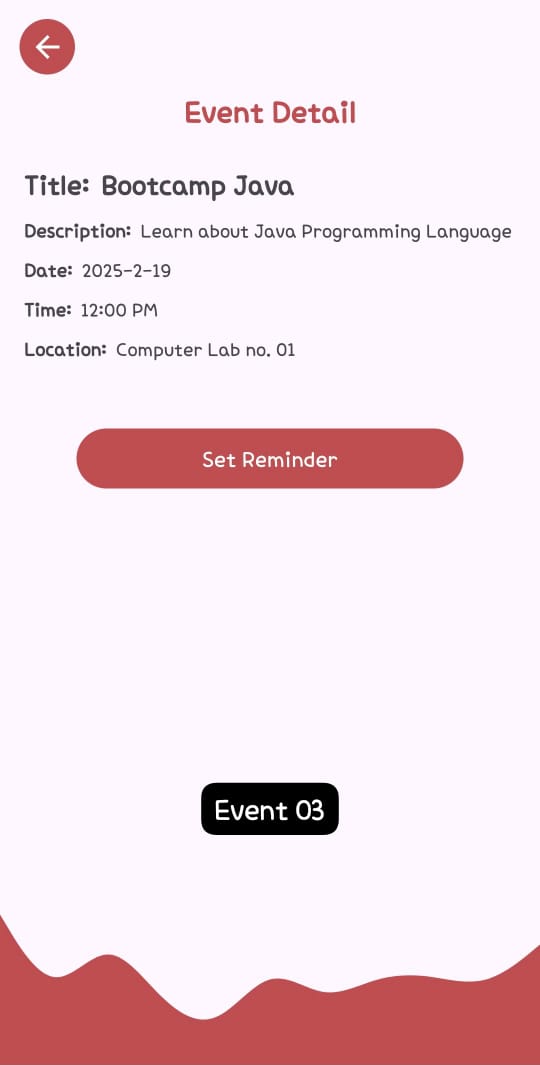 Event Detail
Title: Bootcamp Java
Description: Learn about Java Programming Language
Date: 2025-2-19
Time: 12:00 PM
Location: Computer Lab no. 01
Set Reminder
Event 03